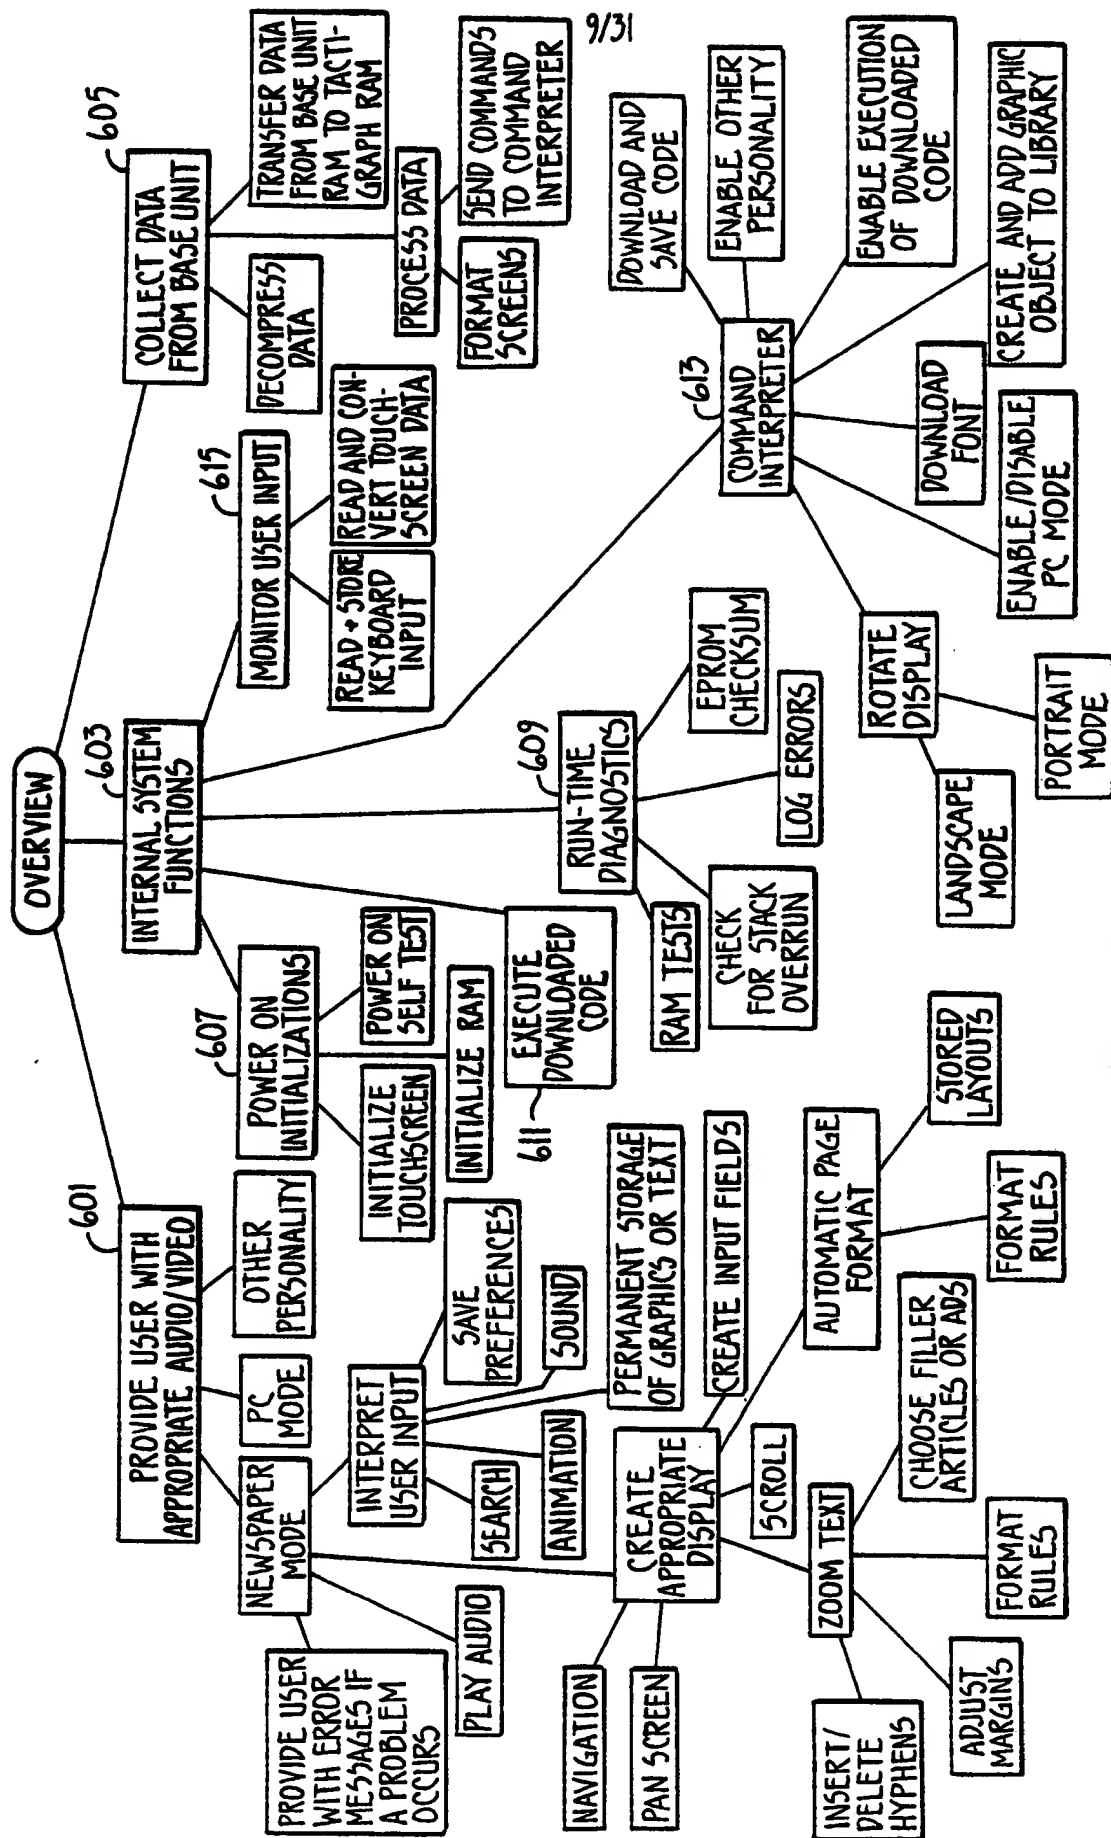 9/31
OVERVIEW
601
PROVIDE USER WITH
APPROPRIATE AUDIO/VIDEO
603
INTERNAL SYSTEM
FUNCTIONS
605
COLLECT DATA
FROM BASE UNIT
NEWSPAPER
MODE
PC
MODE
OTHER
PERSONALITY
607
POWER ON
INITIALIZATIONS
615
MONITOR USER INPUT
DECOMPRESS
DATA
TRANSFER DATA
FROM BASE UNIT
RAM TO TACTI-
GRAPH RAM
PROVIDE USER
WITH ERROR
MESSAGES IF
A PROBLEM
OCCURS
PLAY AUDIO
INTERPRET
USER INPUT
INITIALIZE
TOUCHSCREEN
POWER ON
SELF TEST
INITIALIZE RAM
READ + STORE
KEYBOARD
INPUT
READ AND CON-
VERT TOUCH-
SCREEN DATA
PROCESS DATA
FORMAT
SCREENS
SEND COMMANDS
TO COMMAND
INTERPRETER
SEARCH
ANIMATION
SAVE
PREFERENCES
SOUND
PERMANENT STORAGE
OF GRAPHICS OR TEXT
611
EXECUTE
DOWNLOADED
CODE
609
RUN-TIME
DIAGNOSTICS
RAM TESTS
CHECK
FOR STACK
OVERRUN
LOG ERRORS
EPROM
CHECKSUM
613
COMMAND
INTERPRETER
DOWNLOAD AND
SAVE CODE
ENABLE OTHER
PERSONALITY
ENABLE EXECUTION
OF DOWNLOADED
CODE
CREATE AND ADD GRAPHIC
OBJECT TO LIBRARY
DOWNLOAD
FONT
ENABLE/DISABLE
PC MODE
ROTATE
DISPLAY
LANDSCAPE
MODE
PORTRAIT
MODE
NAVIGATION
PAN SCREEN
CREATE
APPROPRIATE
DISPLAY
CREATE INPUT FIELDS
SCROLL
ZOOM TEXT
AUTOMATIC PAGE
FORMAT
INSERT/
DELETE
HYPHENS
ADJUST
MARGINS
FORMAT
RULES
CHOOSE FILLER
ARTICLES OR ADS
FORMAT
RULES
STORED
LAYOUTS